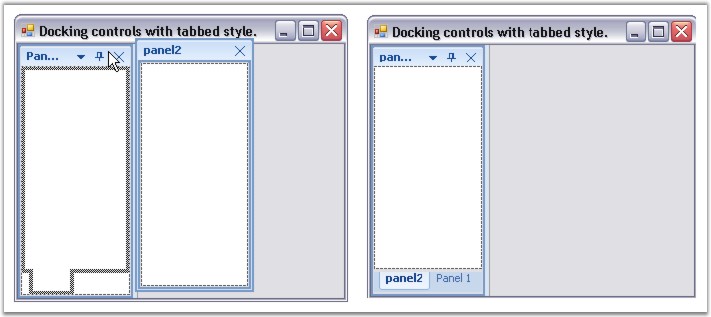 Docking controls with tabbed style.
Pan...
panel2
Docking controls with tabbed style.
pan...
panel2 Panel 1